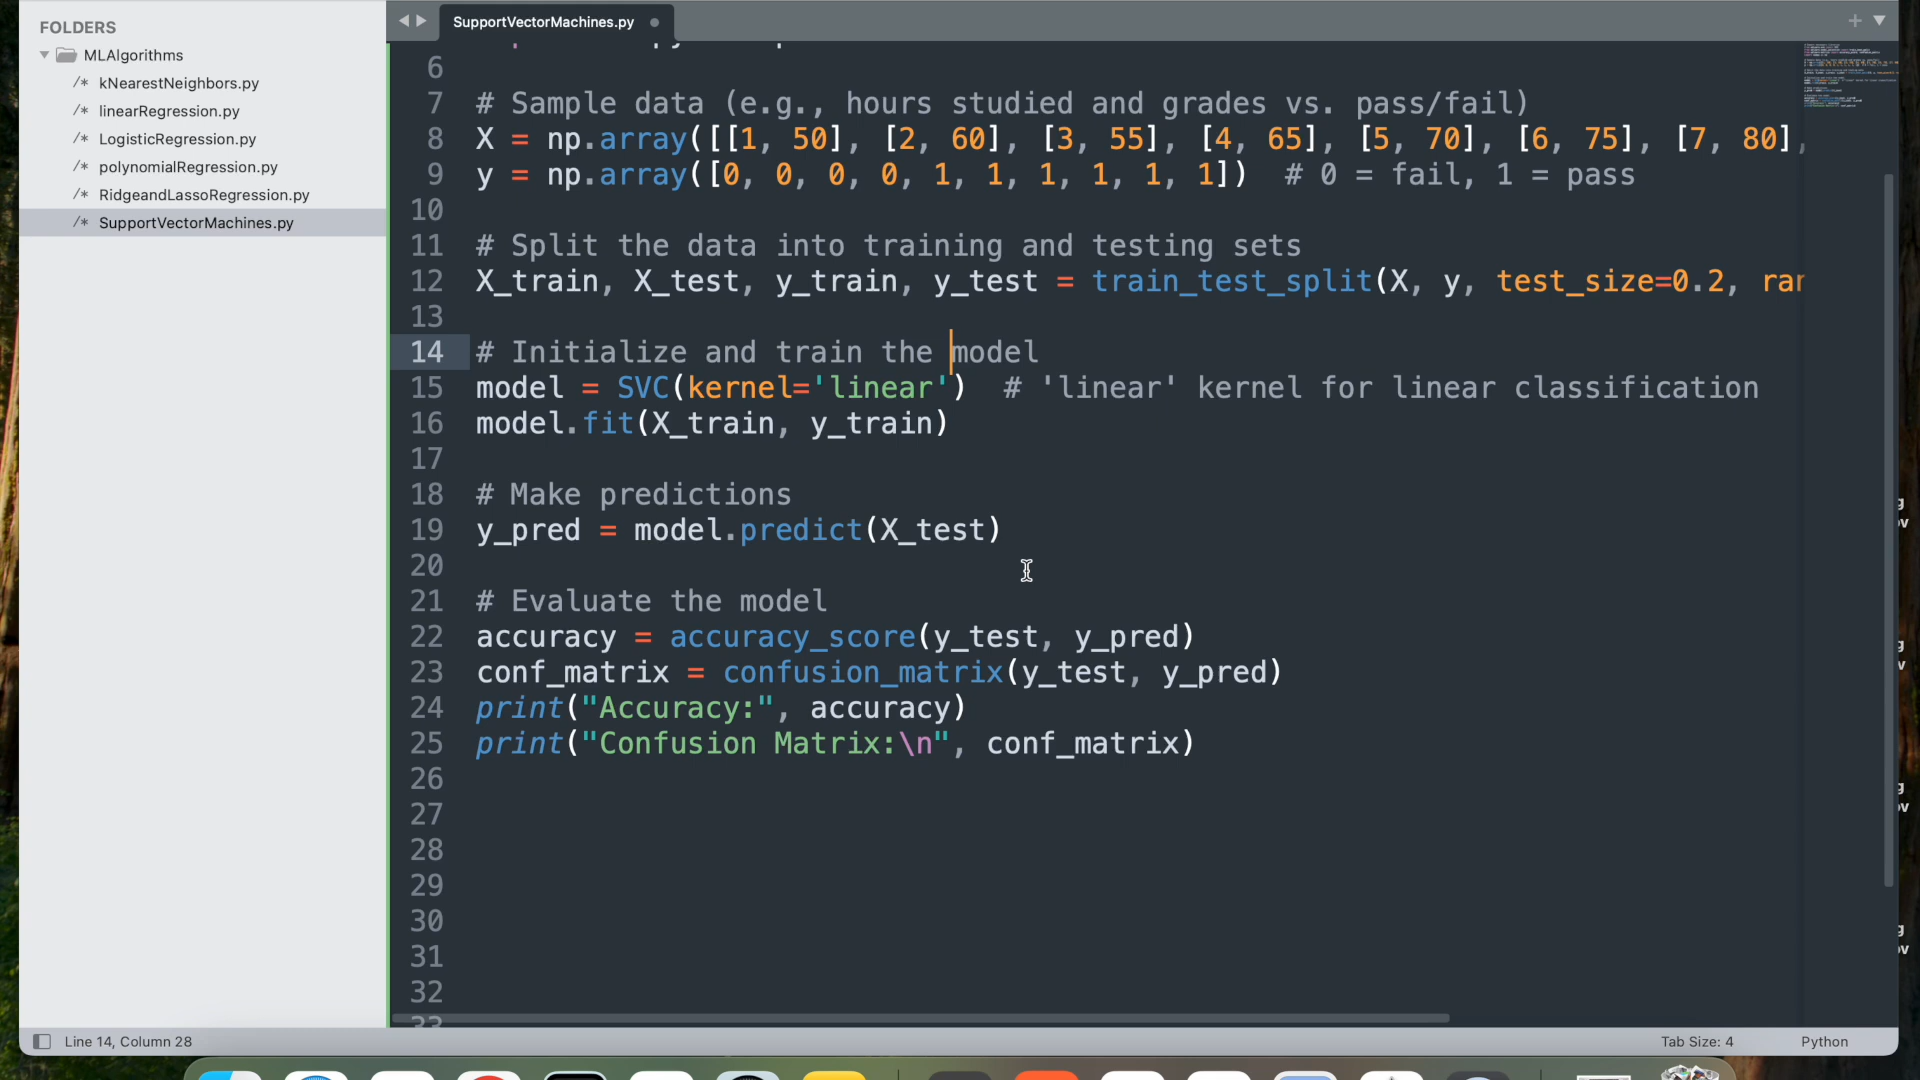 FOLDERS
MLAlgorithms
/* kNearestNeighbors.py
/* linearRegression.py
/* LogisticRegression.py
/* polynomialRegression.py
/* RidgeandLassoRegression.py
/* SupportVectorMachines.py
SupportVectorMachines.py
6
7 # Sample data (e.g., hours studied and grades vs. pass/fail)
8 X = np.array([[1, 50], [2, 60], [3, 55], [4, 65], [5, 70], [6, 75], [7, 80],
9 y = np.array([0, 0, 0, 0, 1, 1, 1, 1, 1, 1])  # 0 = fail, 1 = pass
10
11 # Split the data into training and testing sets
12 X_train, X_test, y_train, y_test = train_test_split(X, y, test_size=0.2, ran
13
14 # Initialize and train the model
15 model = SVC(kernel='linear')  # 'linear' kernel for linear classification
16 model.fit(X_train, y_train)
17
18 # Make predictions
19 y_pred = model.predict(X_test)
20
21 # Evaluate the model
22 accuracy = accuracy_score(y_test, y_pred)
23 conf_matrix = confusion_matrix(y_test, y_pred)
24 print("Accuracy:", accuracy)
25 print("Confusion Matrix:\n", conf_matrix)
26
27
28
29
30
31
32
33
Line 14, Column 28
Tab Size: 4
Python